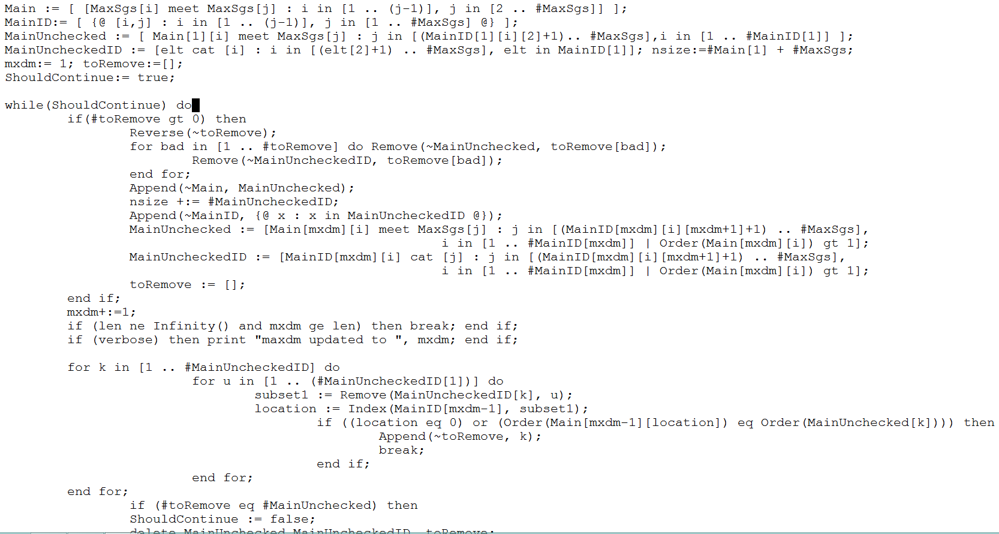 Main := [ [MaxSgs[i] meet MaxSgs[j] : i in [1 .. (j-1)], j in [2 .. #MaxSgs]] ];
MainID:= [ {@ [i,j] : i in [1 .. (j-1)], j in [1 .. #MaxSgs] @} ];
MainUnchecked := [ Main[1][i] meet MaxSgs[j] : j in [(MainID[1][i][2]+1).. #MaxSgs],i in [1 .. #MainID[1]] ];
MainUncheckedID := [elt cat [i] : i in [(elt[2]+1) .. #MaxSgs], elt in MainID[1]]; nsize:=#Main[1] + #MaxSgs;
mxdm:= 1; toRemove:=[];
ShouldContinue:= true;
while(ShouldContinue) do
if(#toRemove gt 0) then
Reverse(~toRemove);
for bad in [1 .. #toRemove] do Remove(~MainUnchecked, toRemove[bad]);
Remove(~MainUncheckedID, toRemove[bad]);
end for;
Append(~Main, MainUnchecked);
nsize +:= #MainUncheckedID;
Append(~MainID, {@ x : x in MainUncheckedID @});
MainUnchecked := [Main[mxdm][i] meet MaxSgs[j] : j in [(MainID[mxdm][i][mxdm+1]+1) .. #MaxSgs],
i in [1 .. #MainID[mxdm]] | Order(Main[mxdm][i]) gt 1];
MainUncheckedID := [MainID[mxdm][i] cat [j] : j in [(MainID[mxdm][i][mxdm+1]+1) .. #MaxSgs],
i in [1 .. #MainID[mxdm]] | Order(Main[mxdm][i]) gt 1];
toRemove := [];
end if;
mxdm+:=1;
if (len ne Infinity() and mxdm ge len) then break; end if;
if (verbose) then print "maxdm updated to ", mxdm; end if;
for k in [1 .. #MainUncheckedID] do
for u in [1 .. (#MainUncheckedID[1])] do
subset1 := Remove(MainUncheckedID[k], u);
location := Index(MainID[mxdm-1], subset1);
if ((location eq 0) or (Order(Main[mxdm-1][location]) eq Order(MainUnchecked[k]))) then
Append(~toRemove, k);
break;
end if;
end for;
end for;
if (#toRemove eq #MainUnchecked) then
ShouldContinue := false;
delete MainUnchecked,MainUncheckedID, toRemove;